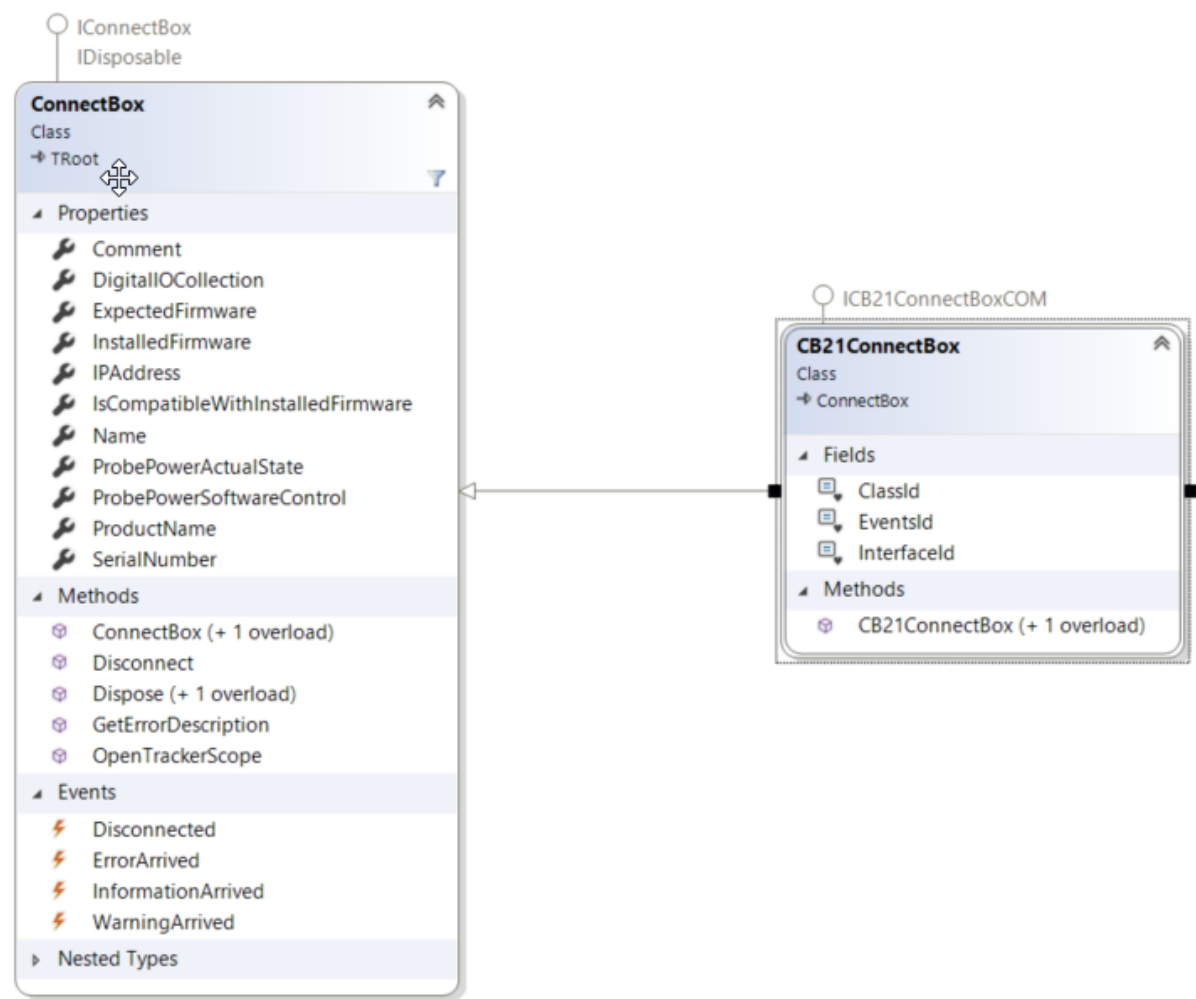 IConnectBox
IDisposable
ConnectBox
Class
TRoot
Properties
Comment
DigitalIOCollection
ExpectedFirmware
InstalledFirmware
IPAddress
IsCompatibleWithInstalledFirmware
Name
ProbePowerActualState
ProbePowerSoftwareControl
ProductName
SerialNumber
Methods
ConnectBox (+ 1 overload)
Disconnect
Dispose (+ 1 overload)
GetErrorDescription
OpenTrackerScope
Events
Disconnected
ErrorArrived
InformationArrived
WarningArrived
Nested Types
ICB21ConnectBoxCOM
CB21ConnectBox
Class
ConnectBox
Fields
ClassId
EventsId
InterfaceId
Methods
CB21ConnectBox (+ 1 overload)